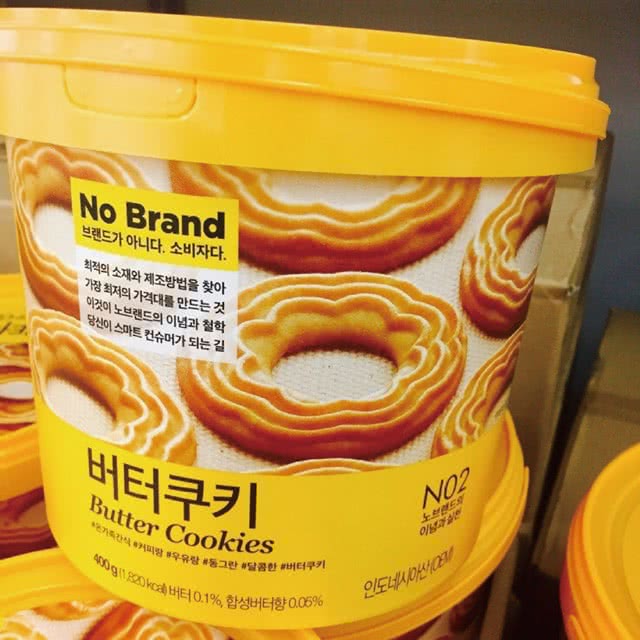 No Brand
브랜드가 아니다. 소비자다.
최적의 소재와 제조방법을 찾아
가장 최저의 가격대를 만드는 것
이것이 노브랜드의 이념과 철학
당신이 스마트 컨슈머가 되는 길
버터쿠키
Butter Cookies
#온가족간식 #커피랑 #우유랑 #동그란 #달콤한 #버터쿠키
400g (1,820 kcal) 버터 0.1%, 합성버터향 0.05%
N02
노브랜드의
이념과 실천
인도네시아산 (OEM)